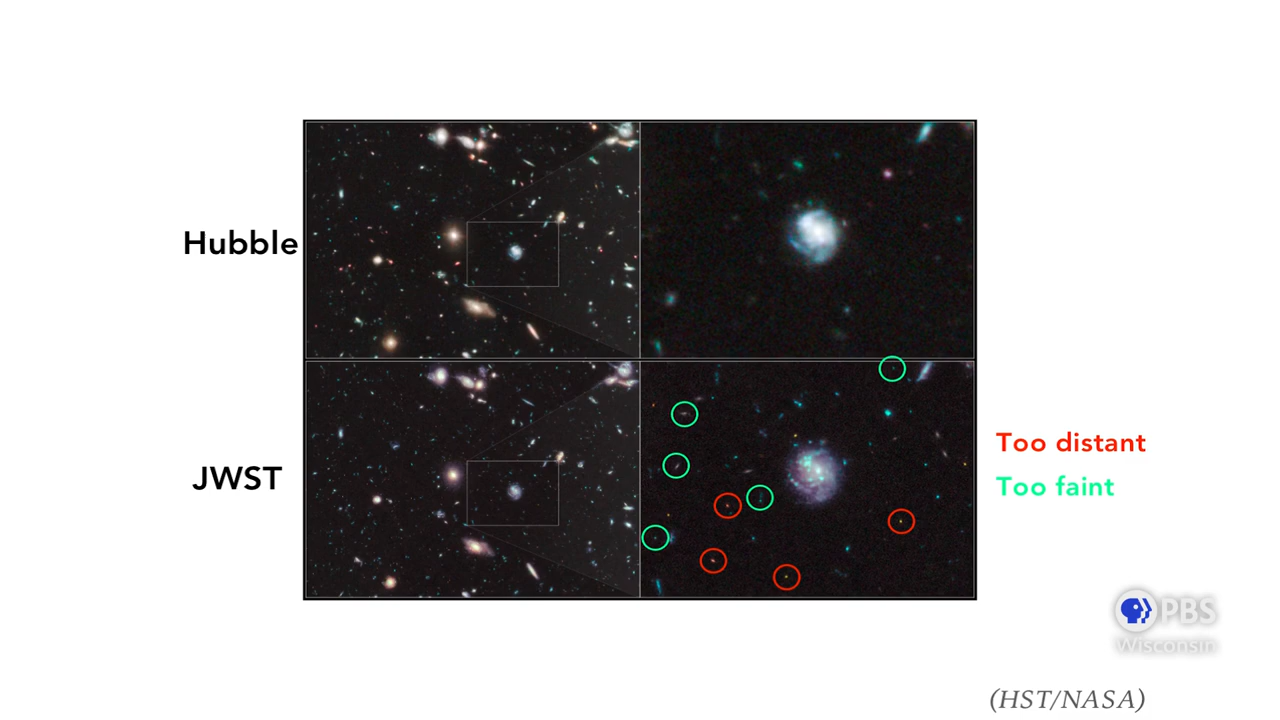 Hubble
JWST
Too distant
Too faint
PBS
Wisconsin
(HST/NASA)